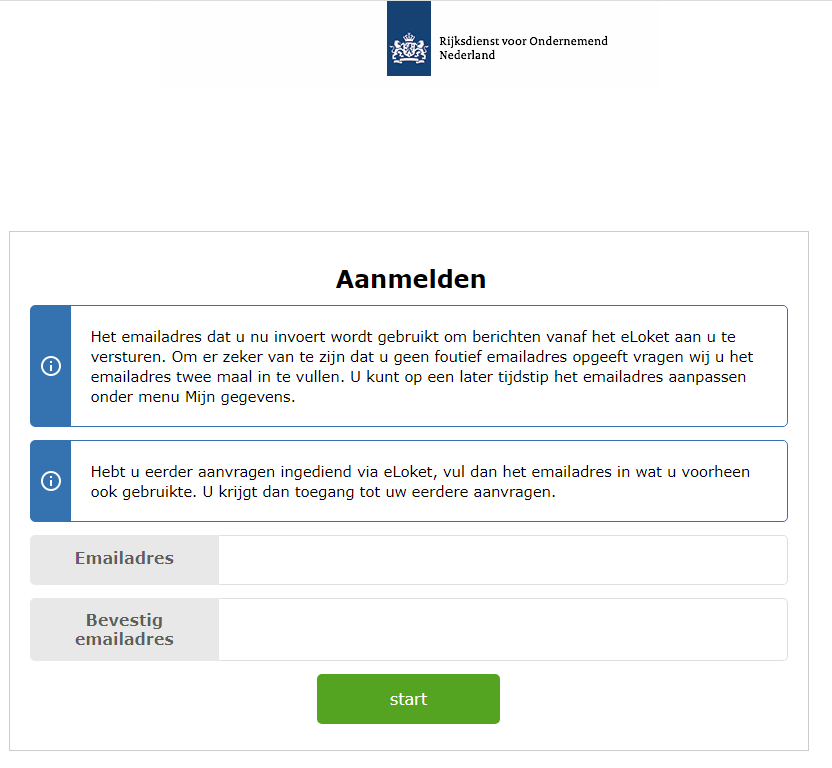 Rijksdienst voor Ondernemend
Nederland
Aanmelden
Het emailadres dat u nu invoert wordt gebruikt om berichten vanaf het eLoket aan u te
versturen. Om er zeker van te zijn dat u geen foutief emailadres opgeeft vragen wij u het
emailadres twee maal in te vullen. U kunt op een later tijdstip het emailadres aanpassen
onder menu Mijn gegevens.
Hebt u eerder aanvragen ingediend via eLoket, vul dan het emailadres in wat u voorheen
ook gebruikte. U krijgt dan toegang tot uw eerdere aanvragen.
Emailadres
Bevestig
emailadres
start